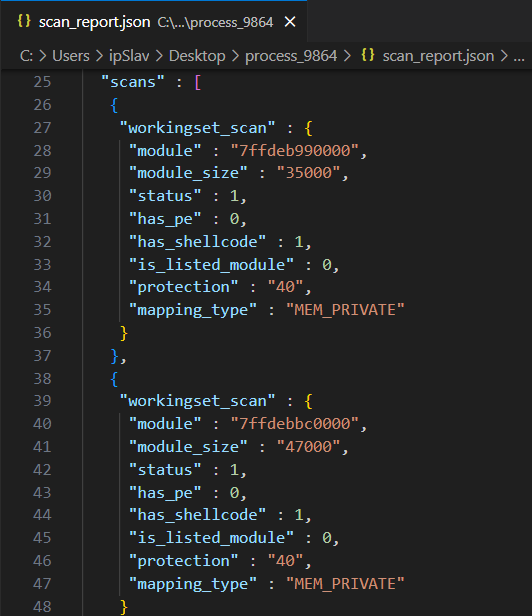 {} scan_report.json C:\...\process_9864 ×
C: > Users > ipSlav > Desktop > process_9864 > {} scan_report.json > ...
25 "scans" : [
26 {
27 "workingset_scan" : {
28 "module" : "7ffdeb990000",
29 "module_size" : "35000",
30 "status" : 1,
31 "has_pe" : 0,
32 "has_shellcode" : 1,
33 "is_listed_module" : 0,
34 "protection" : "40",
35 "mapping_type" : "MEM_PRIVATE"
36 }
37 },
38 {
39 "workingset_scan" : {
40 "module" : "7ffdebbc0000",
41 "module_size" : "47000",
42 "status" : 1,
43 "has_pe" : 0,
44 "has_shellcode" : 1,
45 "is_listed_module" : 0,
46 "protection" : "40",
47 "mapping_type" : "MEM_PRIVATE"
48 }